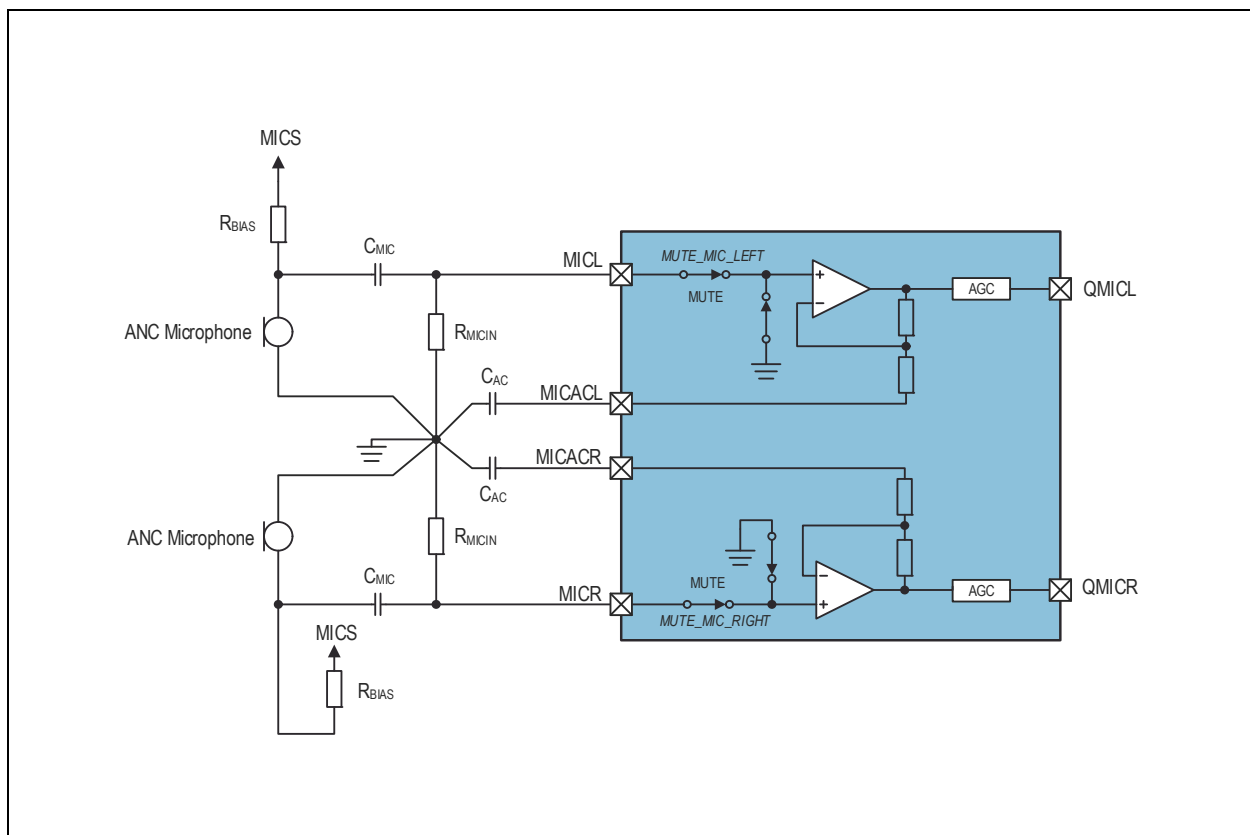 MICS
RBIAS
CMIC
MICL
MUTE_MIC_LEFT
MUTE
+
−
AGC
QMICL
ANC Microphone
RMICIN
CAC
MICACL
MICACR
CAC
ANC Microphone
RMICIN
CMIC
MICR
MUTE
MUTE_MIC_RIGHT
−
+
AGC
QMICR
MICS
RBIAS